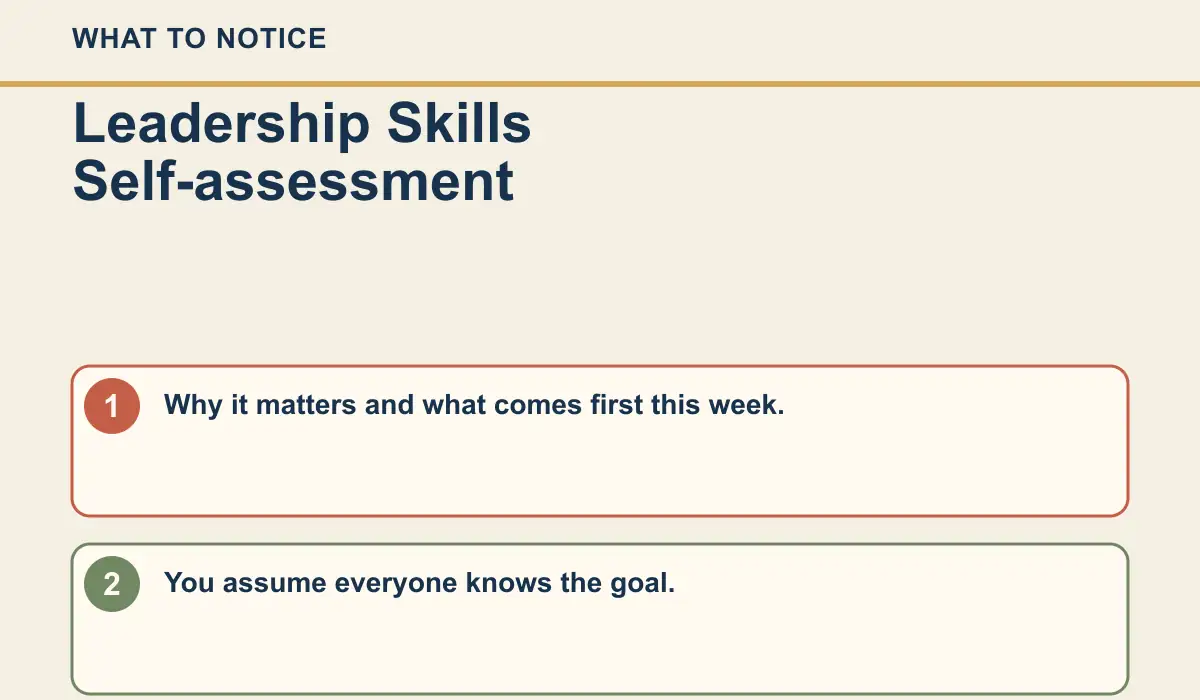 WHAT TO NOTICE
Leadership Skills
Self-assessment
1
Why it matters and what comes first this week.
2
You assume everyone knows the goal.